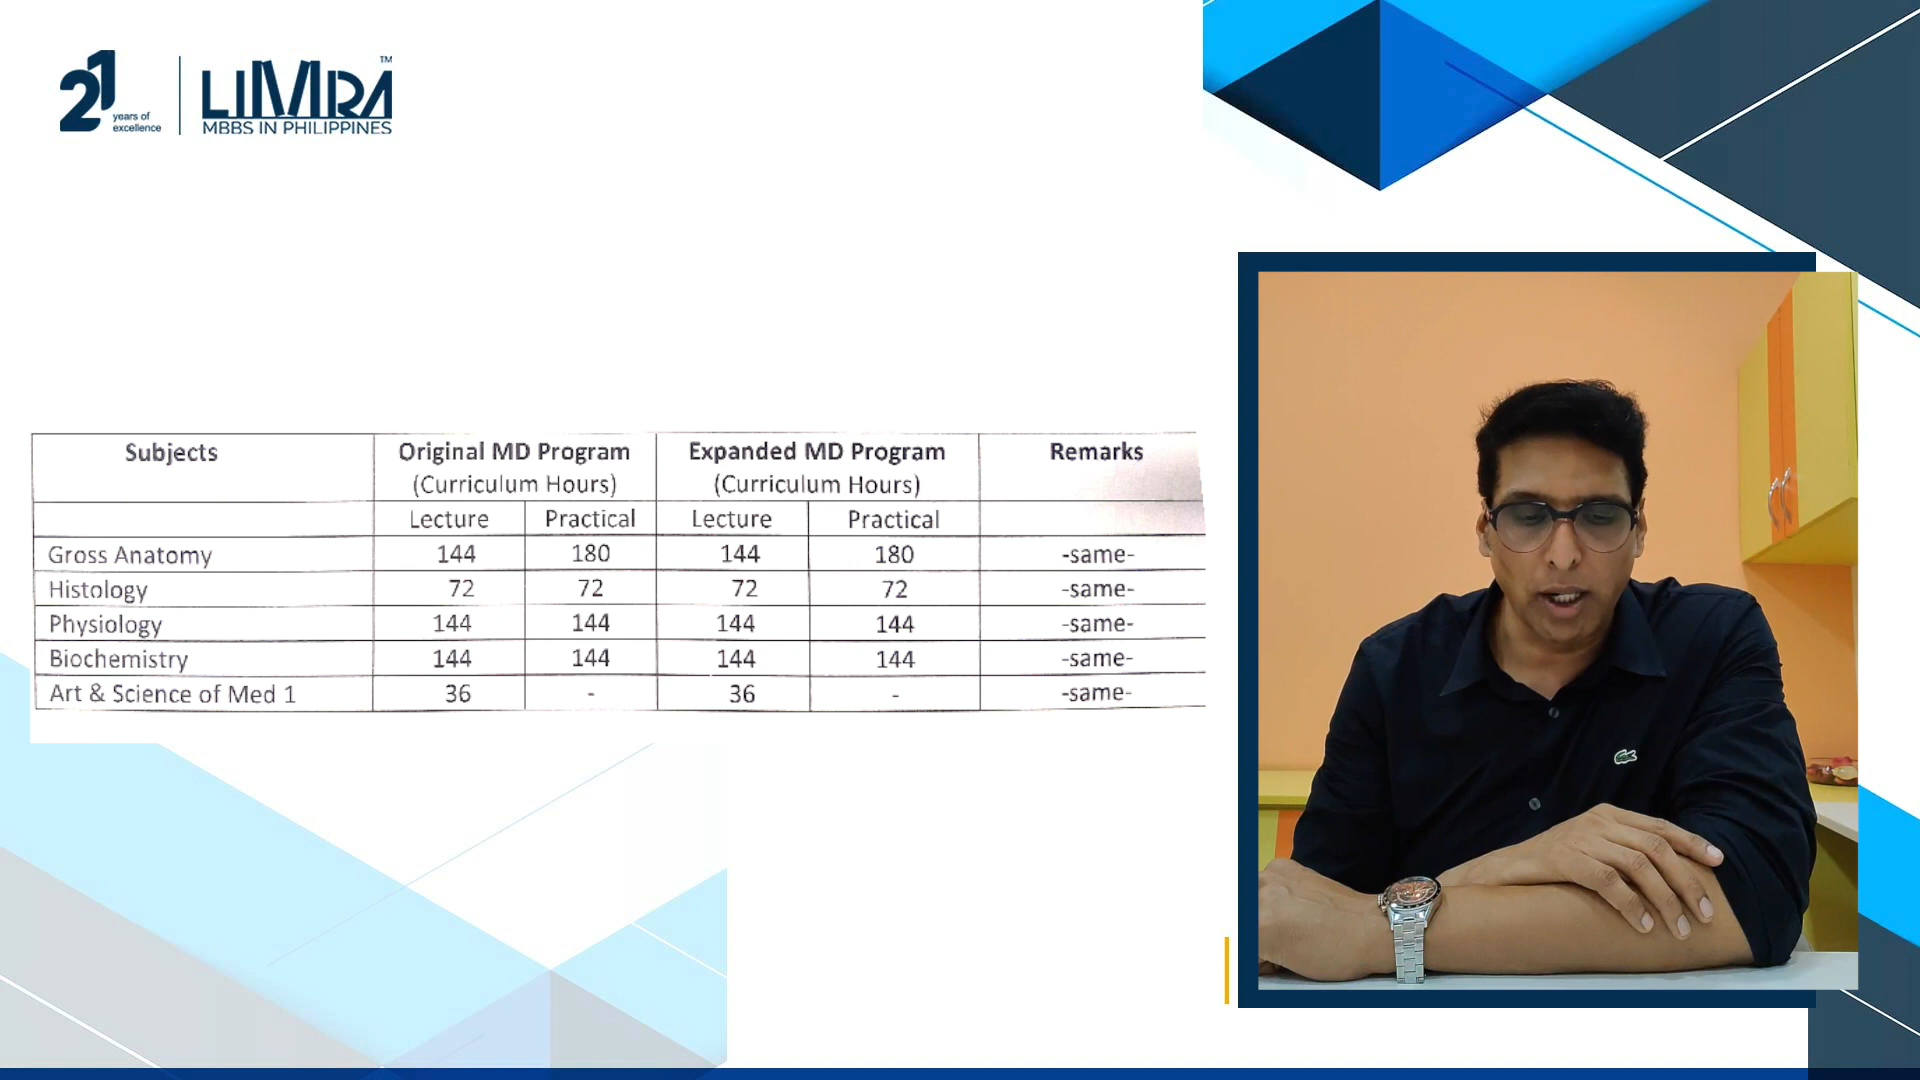 21 years of
excellence
LIMRA™
MBBS IN PHILIPPINES
Subjects Original MD Program Expanded MD Program Remarks
(Curriculum Hours) (Curriculum Hours)
Lecture Practical Lecture Practical
Gross Anatomy 144 180 144 180 -same-
Histology 72 72 72 72 -same-
Physiology 144 144 144 144 -same-
Biochemistry 144 144 144 144 -same-
Art & Science of Med 1 36 - 36 - -same-